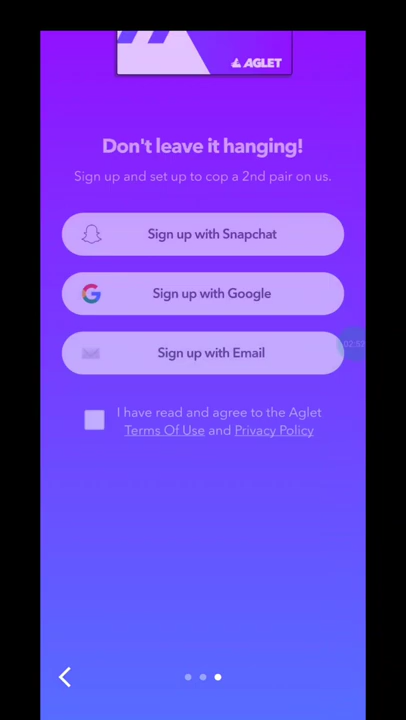 AGLET
Don't leave it hanging!
Sign up and set up to cop a 2nd pair on us.
Sign up with Snapchat
Sign up with Google
Sign up with Email
02:52
I have read and agree to the Aglet
Terms Of Use and Privacy Policy